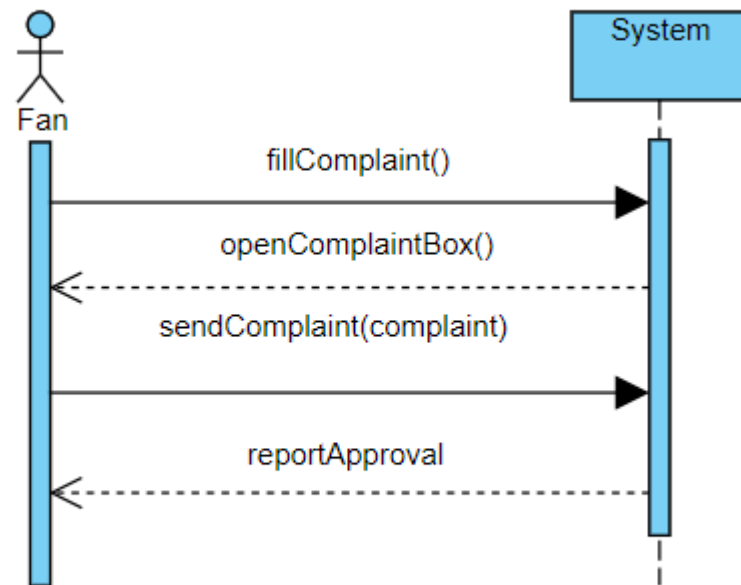 System
Fan
fillComplaint()
openComplaintBox()
sendComplaint(complaint)
reportApproval